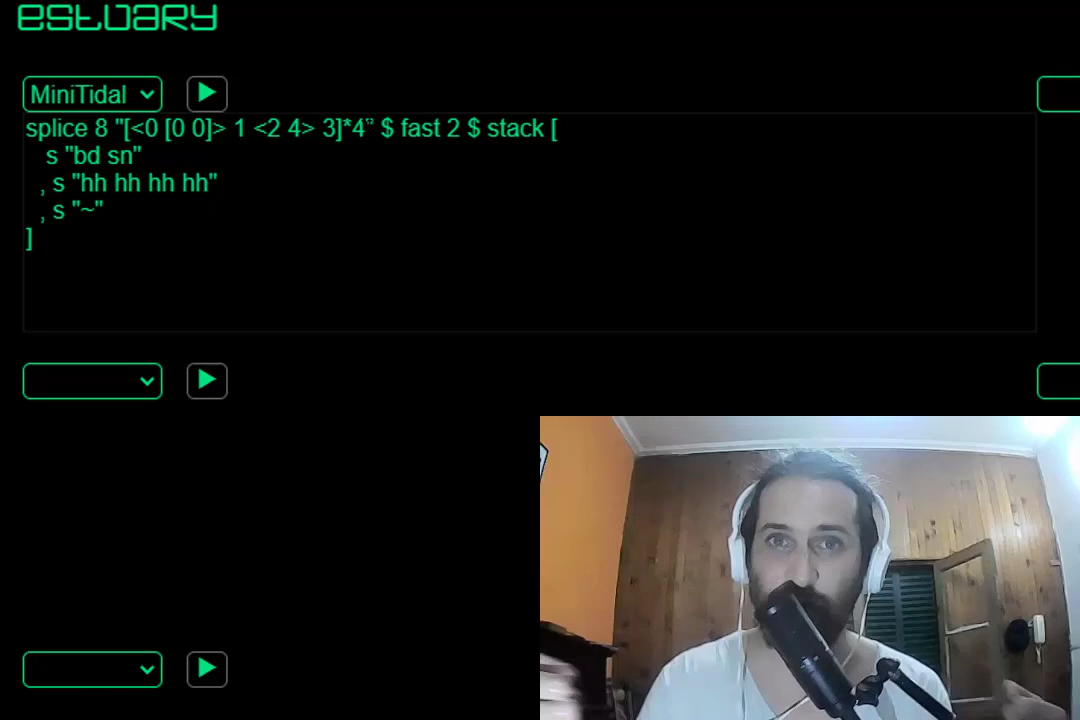 estuary
MiniTidal
splice 8 "[<0 [0 0]> 1 <2 4> 3]*4" $ fast 2 $ stack [
s "bd sn"
, s "hh hh hh hh"
, s "~"
]